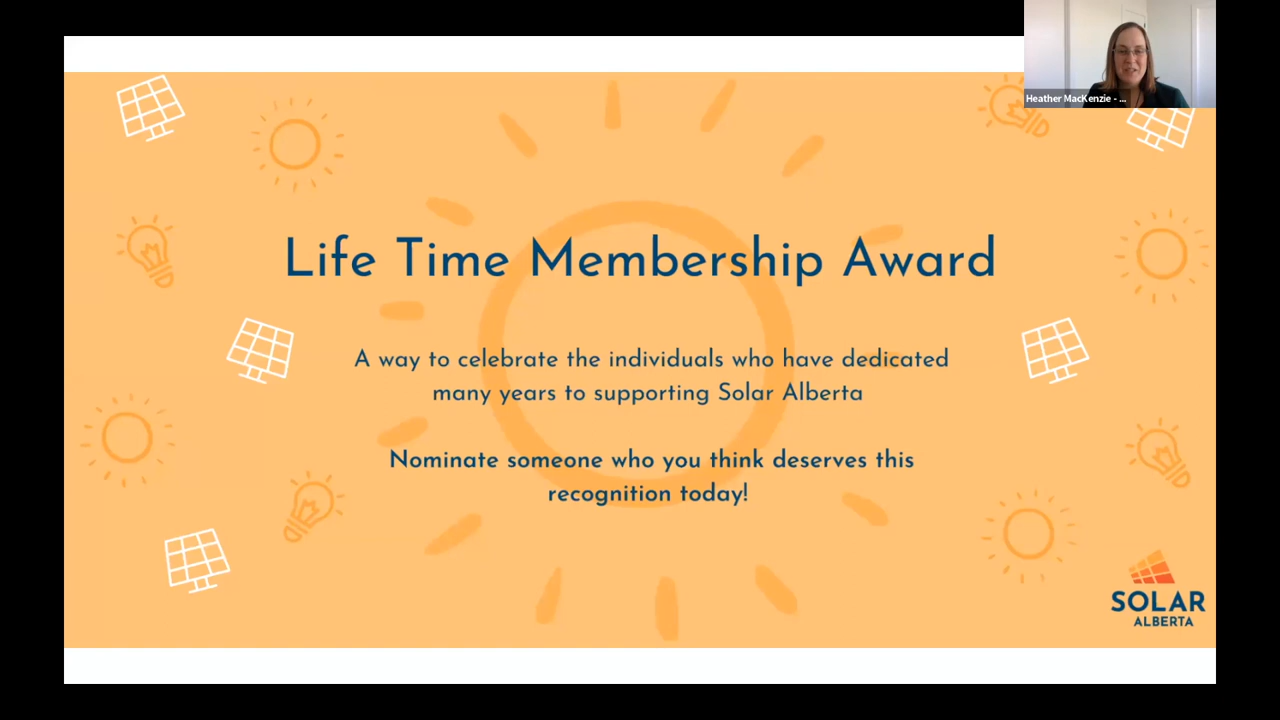 Heather MacKenzie - ...
Life Time Membership Award
A way to celebrate the individuals who have dedicated
many years to supporting Solar Alberta
Nominate someone who you think deserves this
recognition today!
SOLAR
ALBERTA